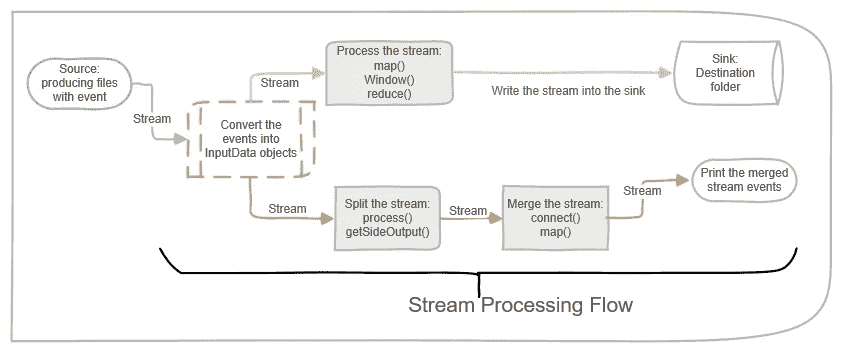 Source:
producing files
with event
Stream
Convert the
events into
InputData objects
Stream
Process the stream:
map()
Window()
reduce()
Write the stream into the sink
Sink:
Destination
folder
Stream
Split the stream:
process()
getSideOutput()
Stream
Merge the stream:
connect()
map()
Stream
Print the merged
stream events
Stream Processing Flow